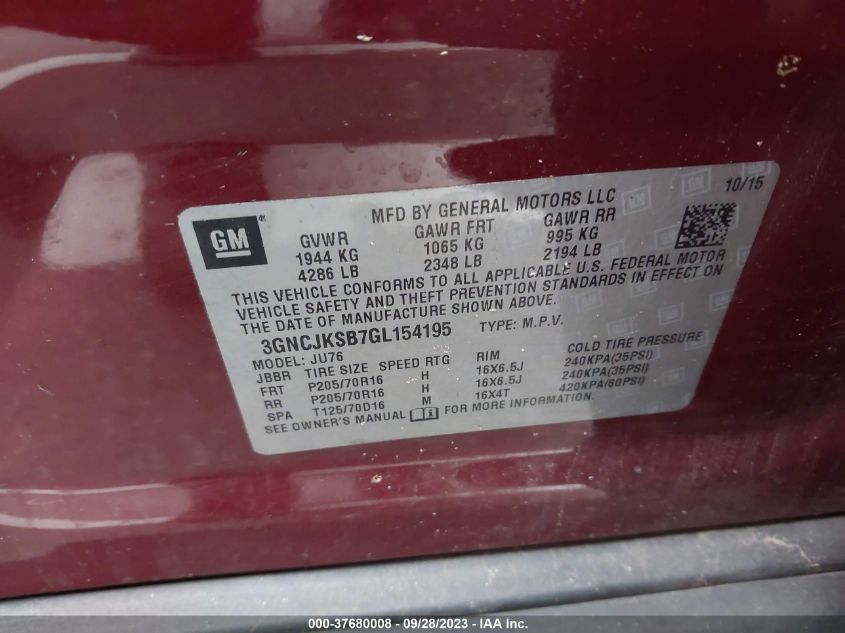 10/15
MFD BY GENERAL MOTORS LLC
GM
GVWR GAWR FRT GAWR RR
1944 KG 1065 KG 995 KG
4286 LB 2348 LB 2194 LB
THIS VEHICLE CONFORMS TO ALL APPLICABLE U.S. FEDERAL MOTOR
VEHICLE SAFETY AND THEFT PREVENTION STANDARDS IN EFFECT ON
THE DATE OF MANUFACTURE SHOWN ABOVE.
3GNCJKSB7GL154195 TYPE: M.P.V.
MODEL: JU76
JBBR TIRE SIZE SPEED RTG RIM COLD TIRE PRESSURE
FRT P205/70R16 H 16X6.5J 240KPA(35PSI)
RR P205/70R16 H 16X6.5J 240KPA(35PSI)
SPA T125/70D16 M 16X4T 420KPA(60PSI)
SEE OWNER'S MANUAL FOR MORE INFORMATION.
000-37680008 - 09/28/2023 - IAA Inc.